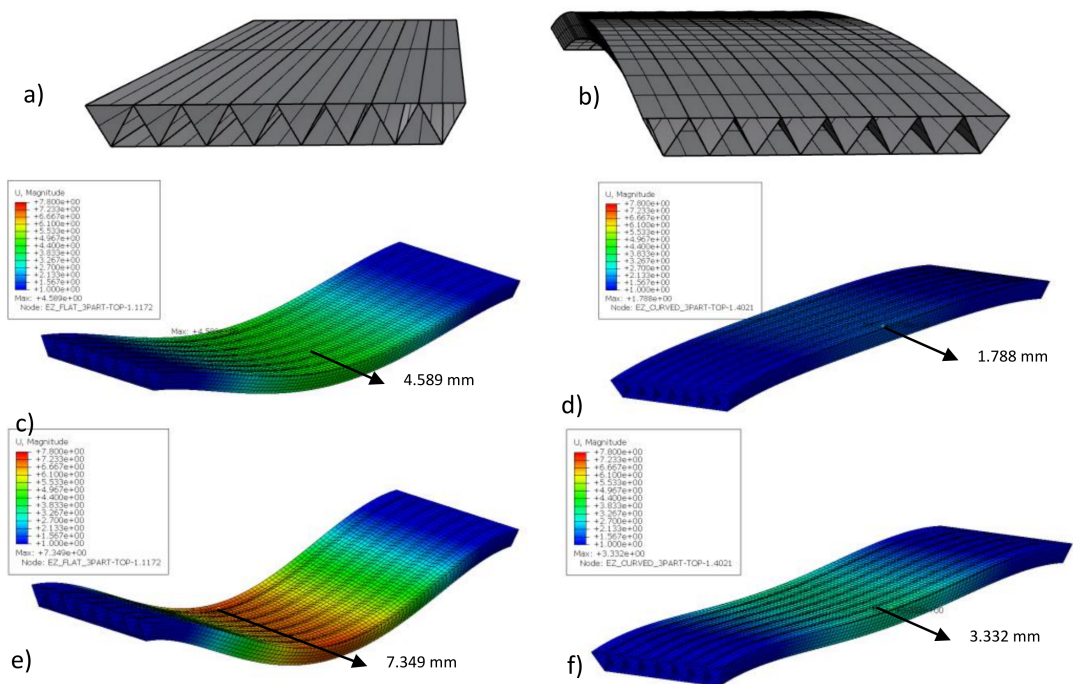 a)
b)
U, Magnitude
+7.800e+00
+7.233e+00
+6.667e+00
+6.100e+00
+5.533e+00
+4.967e+00
+4.400e+00
+3.833e+00
+3.267e+00
+2.700e+00
+2.133e+00
+1.567e+00
+1.000e+00
Max: +4.589e+00
Node: EZ_FLAT_3PART-TOP-1.1172
4.589 mm
c)
U, Magnitude
+7.800e+00
+7.233e+00
+6.667e+00
+6.100e+00
+5.533e+00
+4.967e+00
+4.400e+00
+3.833e+00
+3.267e+00
+2.700e+00
+2.133e+00
+1.567e+00
+1.000e+00
Max: +1.788e+00
Node: EZ_CURVED_3PART-TOP-1.4021
1.788 mm
d)
U, Magnitude
+7.800e+00
+7.233e+00
+6.667e+00
+6.100e+00
+5.533e+00
+4.967e+00
+4.400e+00
+3.833e+00
+3.267e+00
+2.700e+00
+2.133e+00
+1.567e+00
+1.000e+00
Max: +7.349e+00
Node: EZ_FLAT_3PART-TOP-1.1172
7.349 mm
e)
U, Magnitude
+7.800e+00
+7.233e+00
+6.667e+00
+6.100e+00
+5.533e+00
+4.967e+00
+4.400e+00
+3.833e+00
+3.267e+00
+2.700e+00
+2.133e+00
+1.567e+00
+1.000e+00
Max: +3.332e+00
Node: EZ_CURVED_3PART-TOP-1.4021
3.332 mm
f)